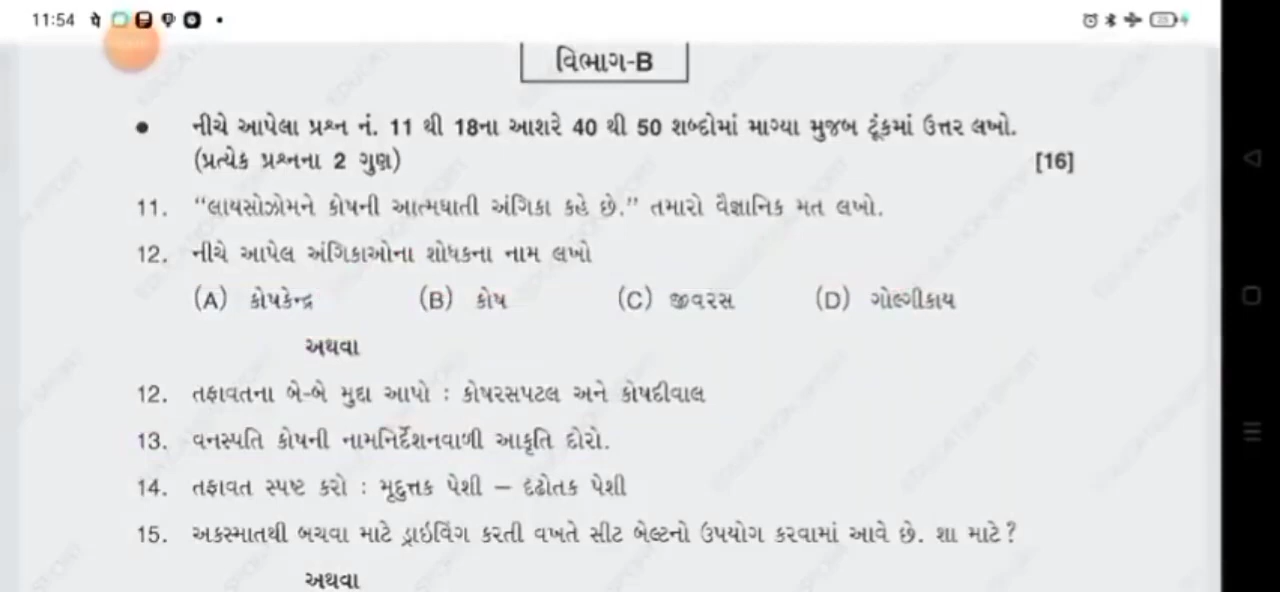 11:54
વિભાગ-B
• નીચે આપેલા પ્રશ્ન નં. 11 થી 18ના આશરે 40 થી 50 શબ્દોમાં માગ્યા મુજબ ટૂંકમાં ઉત્તર લખો.
(પ્રત્યેક પ્રશ્નના 2 ગુણ) [16]
11. "લાયસોઝોમને કોષની આત્મઘાતી અંગિકા કહે છે." તમારો વૈજ્ઞાનિક મત લખો.
12. નીચે આપેલ અંગિકાઓના શોધકના નામ લખો
(A) કોષકેન્દ્ર (B) કોષ (C) જીવરસ (D) ગોલ્ગીકાય
અથવા
12. તફાવતના બે-બે મુદ્દા આપો : કોષરસપટલ અને કોષદીવાલ
13. વનસ્પતિ કોષની નામનિર્દેશનવાળી આકૃતિ દોરો.
14. તફાવત સ્પષ્ટ કરો : મૃદુત્તક પેશી – દૃઢોતક પેશી
15. અકસ્માતથી બચવા માટે ડ્રાઇવિંગ કરતી વખતે સીટ બેલ્ટનો ઉપયોગ કરવામાં આવે છે. શા માટે?
અથવા